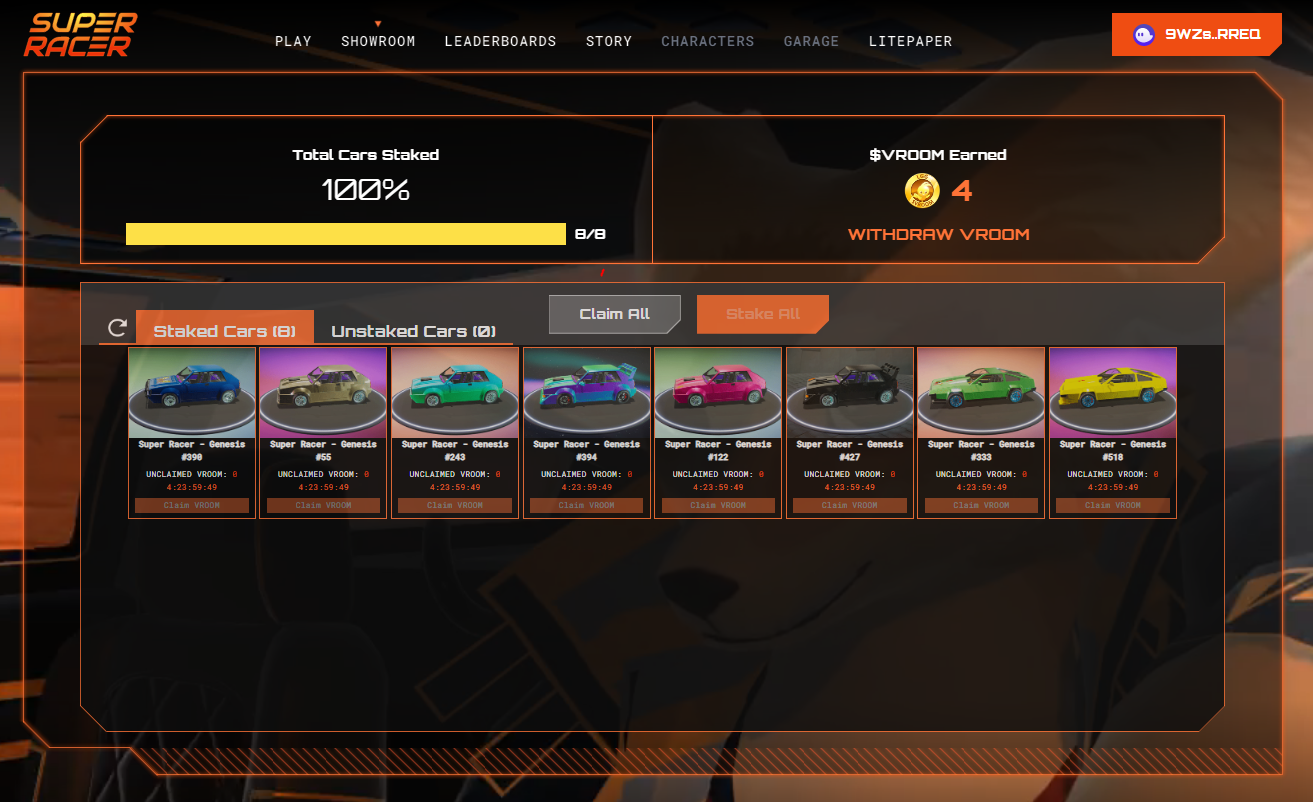 SUPER
RACER
PLAY
SHOWROOM
LEADERBOARDS
STORY
CHARACTERS
GARAGE
LITEPAPER
9WZs..RREQ
Total Cars Staked
100%
8/8
$VROOM Earned
4
WITHDRAW VROOM
Staked Cars (8)
Unstaked Cars (0)
Claim All
Stake All
Super Racer - Genesis
#390
UNCLAIMED VROOM: 0
4:23:59:49
Claim VROOM
Super Racer - Genesis
#55
UNCLAIMED VROOM: 0
4:23:59:49
Claim VROOM
Super Racer - Genesis
#243
UNCLAIMED VROOM: 0
4:23:59:49
Claim VROOM
Super Racer - Genesis
#394
UNCLAIMED VROOM: 0
4:23:59:49
Claim VROOM
Super Racer - Genesis
#122
UNCLAIMED VROOM: 0
4:23:59:49
Claim VROOM
Super Racer - Genesis
#427
UNCLAIMED VROOM: 0
4:23:59:49
Claim VROOM
Super Racer - Genesis
#333
UNCLAIMED VROOM: 0
4:23:59:49
Claim VROOM
Super Racer - Genesis
#518
UNCLAIMED VROOM: 0
4:23:59:49
Claim VROOM